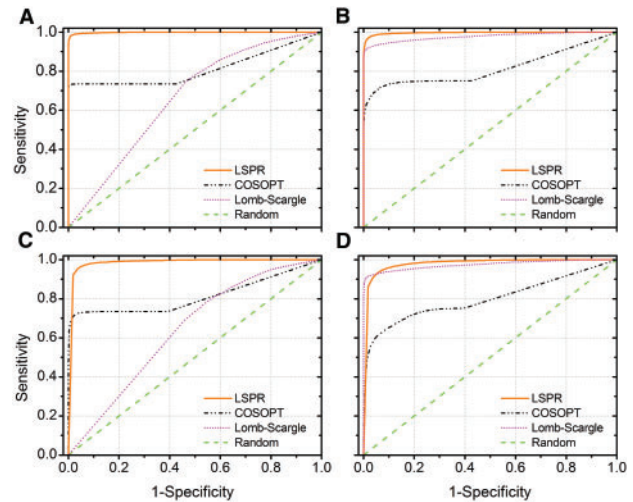 A
B
1.0
0.8
0.6
0.4
0.2
0.0
Sensitivity
LSPR
COSOPT
Lomb-Scargle
Random
LSPR
COSOPT
Lomb-Scargle
Random
C
D
1.0
0.8
0.6
0.4
0.2
0.0
Sensitivity
LSPR
COSOPT
Lomb-Scargle
Random
LSPR
COSOPT
Lomb-Scargle
Random
0.0 0.2 0.4 0.6 0.8 1.0
0.0 0.2 0.4 0.6 0.8 1.0
1-Specificity
1-Specificity